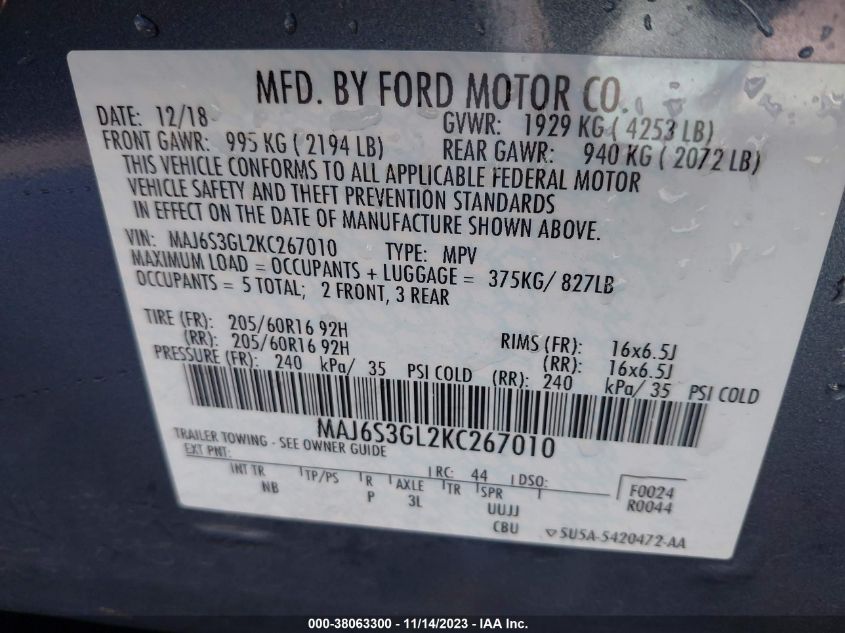 MFD. BY FORD MOTOR CO.
DATE: 12/18 GVWR: 1929 KG ( 4253 LB)
FRONT GAWR: 995 KG ( 2194 LB) REAR GAWR: 940 KG ( 2072 LB)
THIS VEHICLE CONFORMS TO ALL APPLICABLE FEDERAL MOTOR
VEHICLE SAFETY AND THEFT PREVENTION STANDARDS
IN EFFECT ON THE DATE OF MANUFACTURE SHOWN ABOVE.
VIN: MAJ6S3GL2KC267010 TYPE: MPV
MAXIMUM LOAD = OCCUPANTS + LUGGAGE = 375KG/ 827LB
OCCUPANTS = 5 TOTAL; 2 FRONT, 3 REAR
TIRE (FR): 205/60R16 92H RIMS (FR): 16x6.5J
(RR): 205/60R16 92H (RR): 16x6.5J
PRESSURE (FR): 240 kPa/ 35 PSI COLD (RR): 240 kPa/ 35 PSI COLD
MAJ6S3GL2KC267010
TRAILER TOWING - SEE OWNER GUIDE
EXT PNT: RC: 44 DSO:
INT TR TP/PS R AXLE TR SPR F0024
NB P 3L UUJJ R0044
CBU 5U5A-5420472-AA
000-38063300 - 11/14/2023 - IAA Inc.